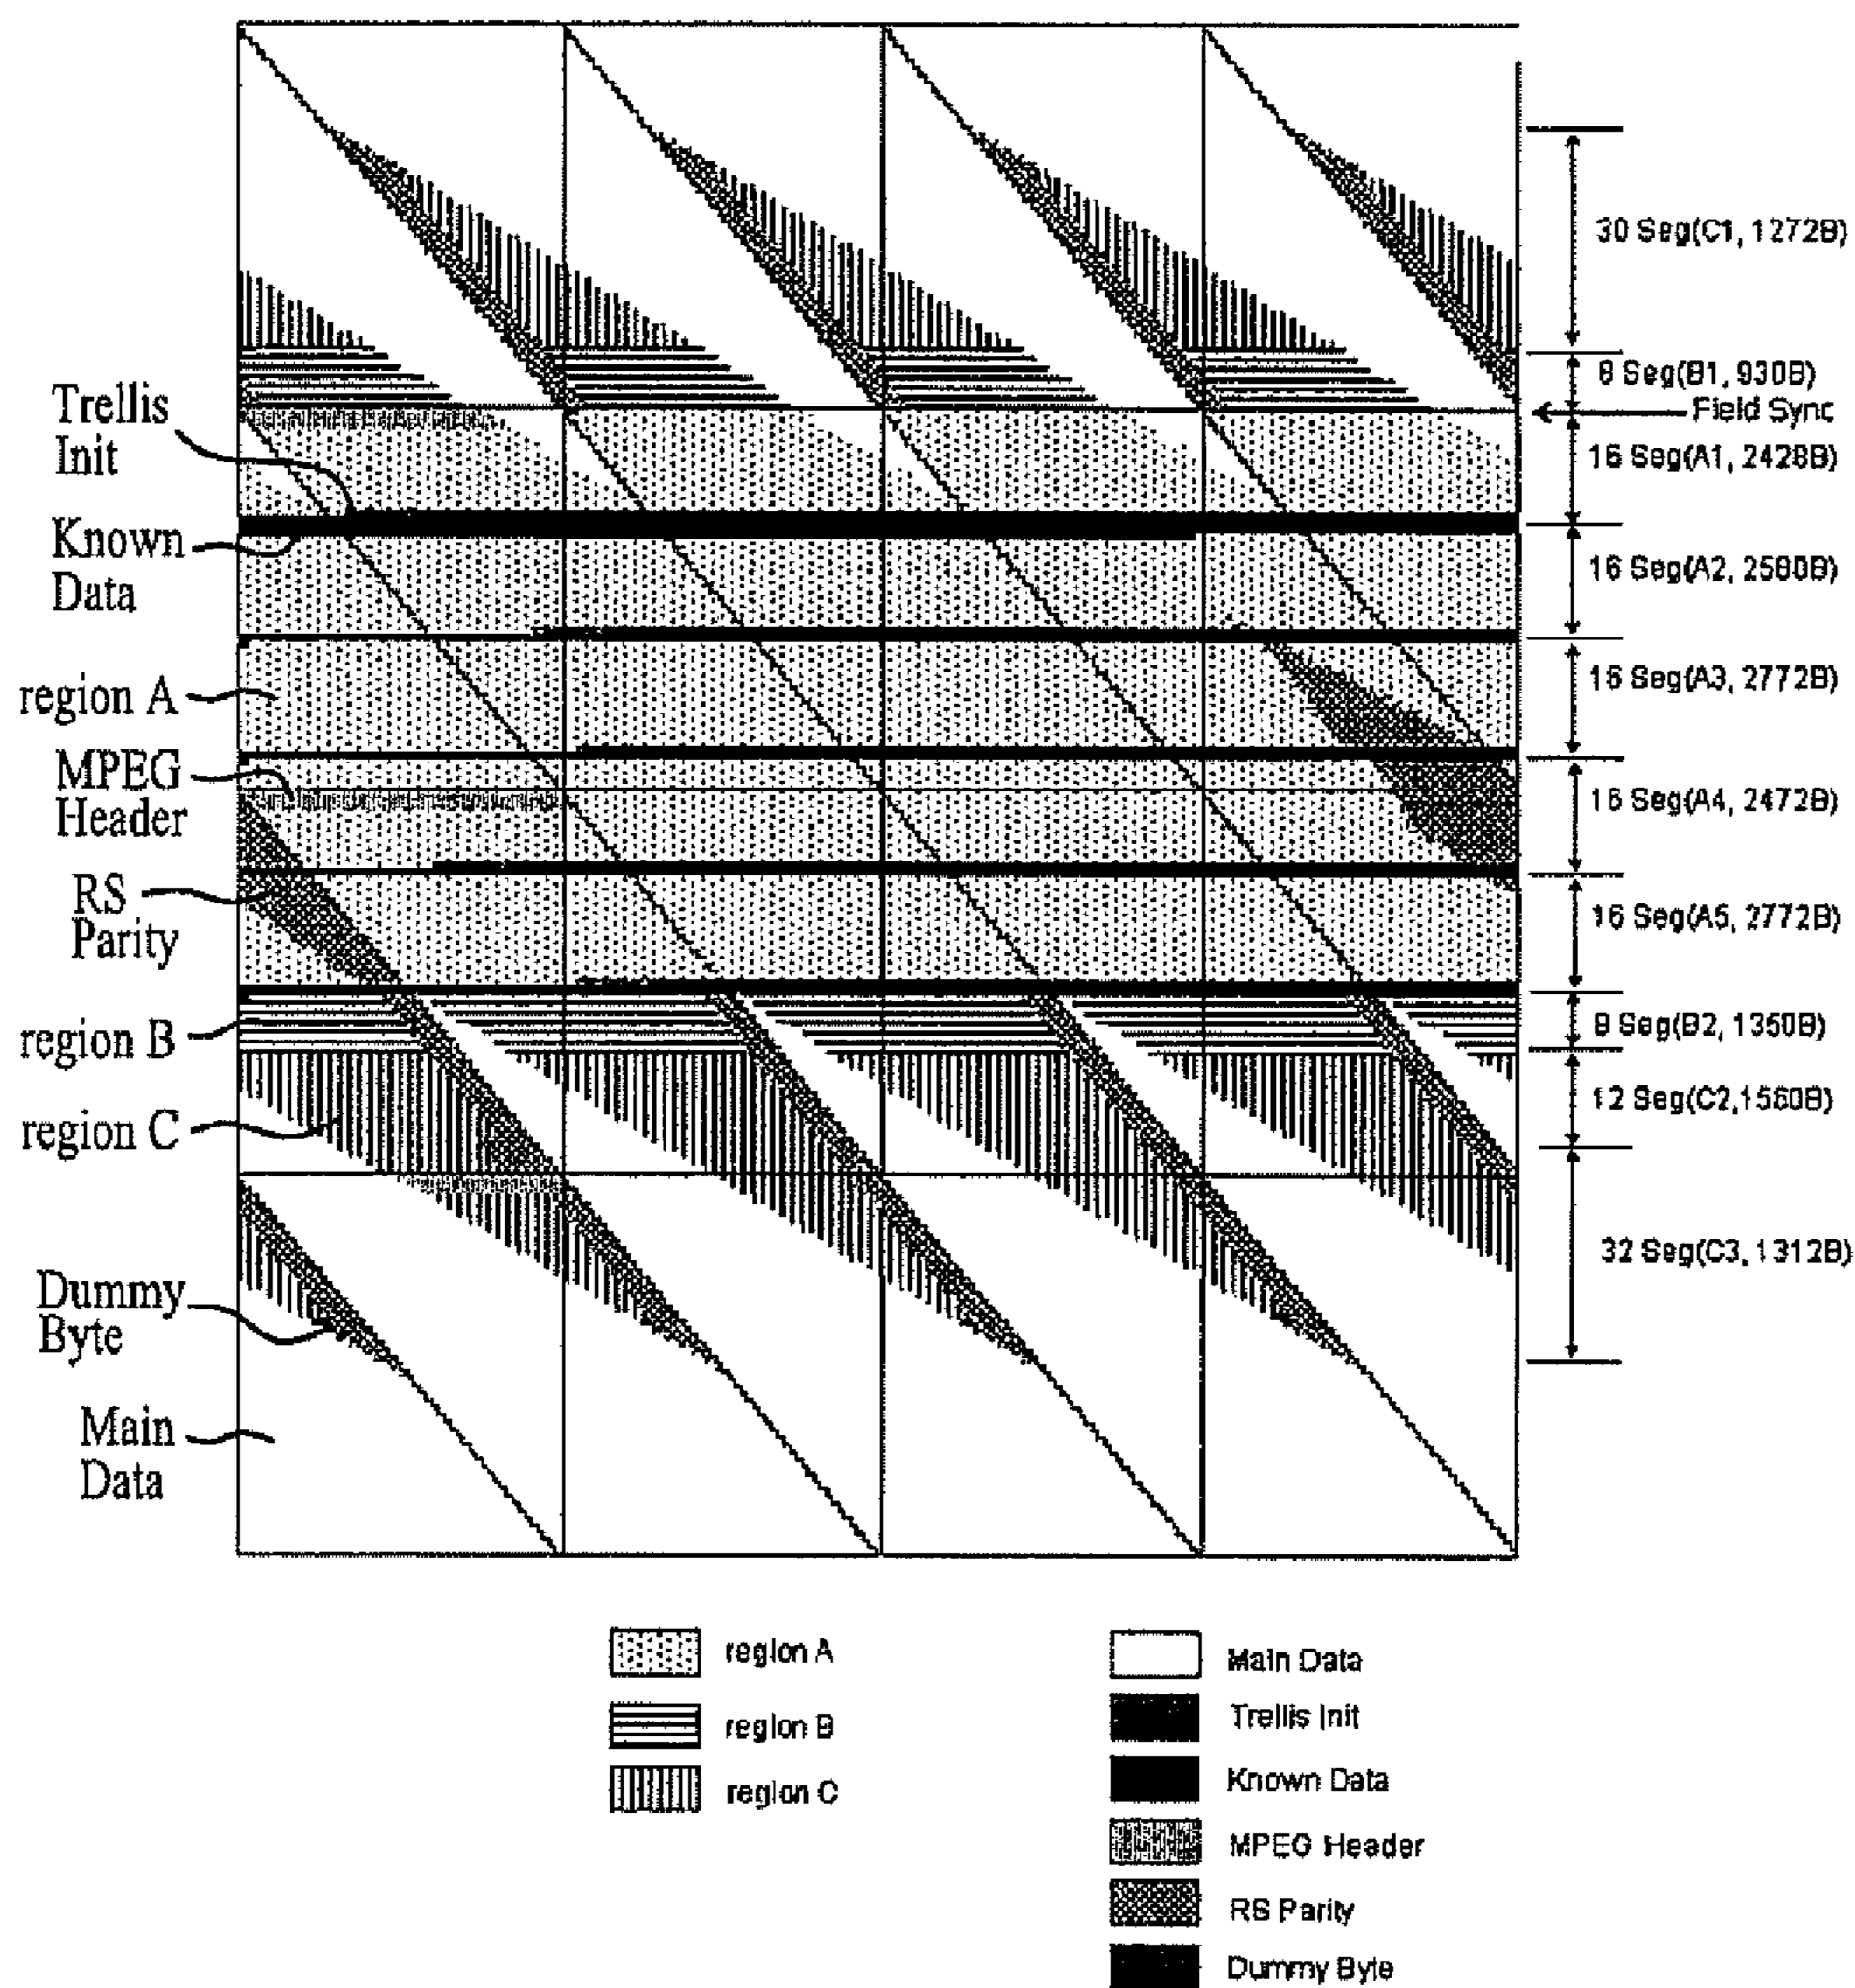 30 Seg(C1, 1272B)
8 Seg(B1, 930B)
Field Sync
16 Seg(A1, 2428B)
16 Seg(A2, 2580B)
16 Seg(A3, 2772B)
16 Seg(A4, 2472B)
16 Seg(A5, 2772B)
8 Seg(B2, 1350B)
12 Seg(C2,1560B)
32 Seg(C3, 1312B)
Trellis
Init
Known
Data
region A
MPEG
Header
RS
Parity
region B
region C
Dummy
Byte
Main
Data
region A
region B
region C
Main Data
Trellis Init
Known Data
MPEG Header
RS Parity
Dummy Byte